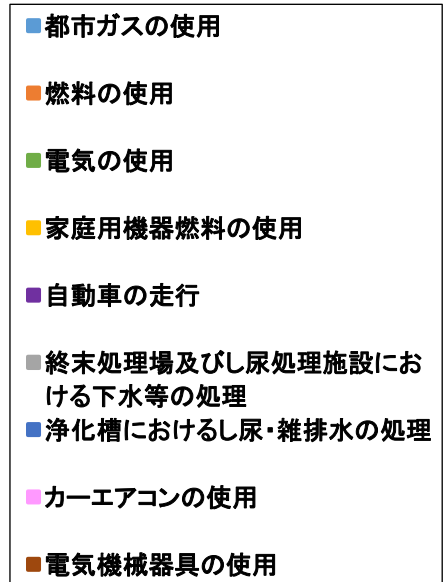 都市ガスの使用
燃料の使用
電気の使用
家庭用機器燃料の使用
自動車の走行
終末処理場及びし尿処理施設にお
ける下水等の処理
浄化槽におけるし尿・雑排水の処理
カーエアコンの使用
電気機械器具の使用